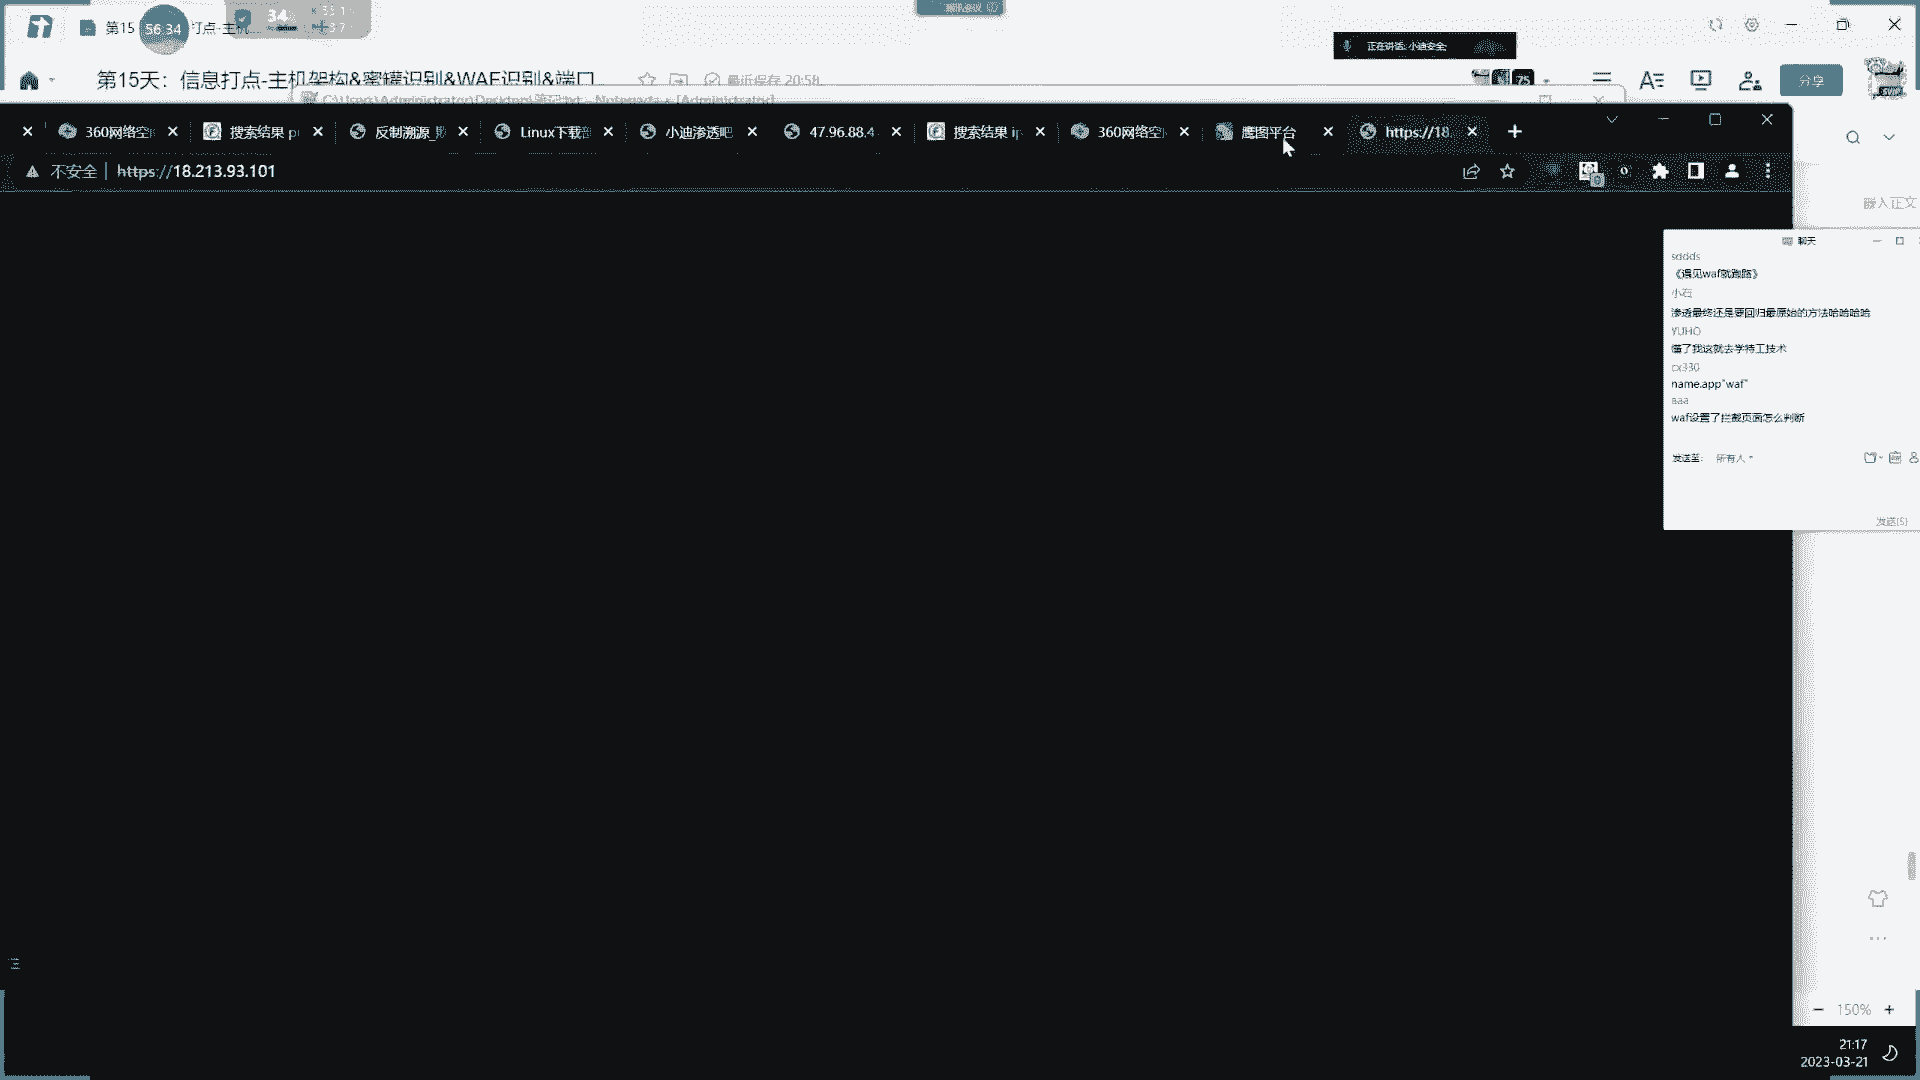 第15
56:34
打点-主机...
34
正在讲话: 小迪安全;
第15天：信息打点-主机架构&蜜罐识别&WAF识别&端口
最近保存 20:58
75
分享
360网络空
搜索结果 p
反制溯源_
Linux下载
小迪渗透吧
47.96.88.4
搜索结果 ip
360网络空
鹰图平台
https://18.
不安全
https://18.213.93.101
嵌入正文
聊天
sddds
《遇见waf就跑路》
小石
渗透最终还是要回归最原始的方法哈哈哈哈
YUHO
懂了我这就去学特工技术
cx330
name.app"waf"
aaa
waf设置了拦截页面怎么判断
发送至:
所有人
发送(S)
150%
21:17
2023-03-21